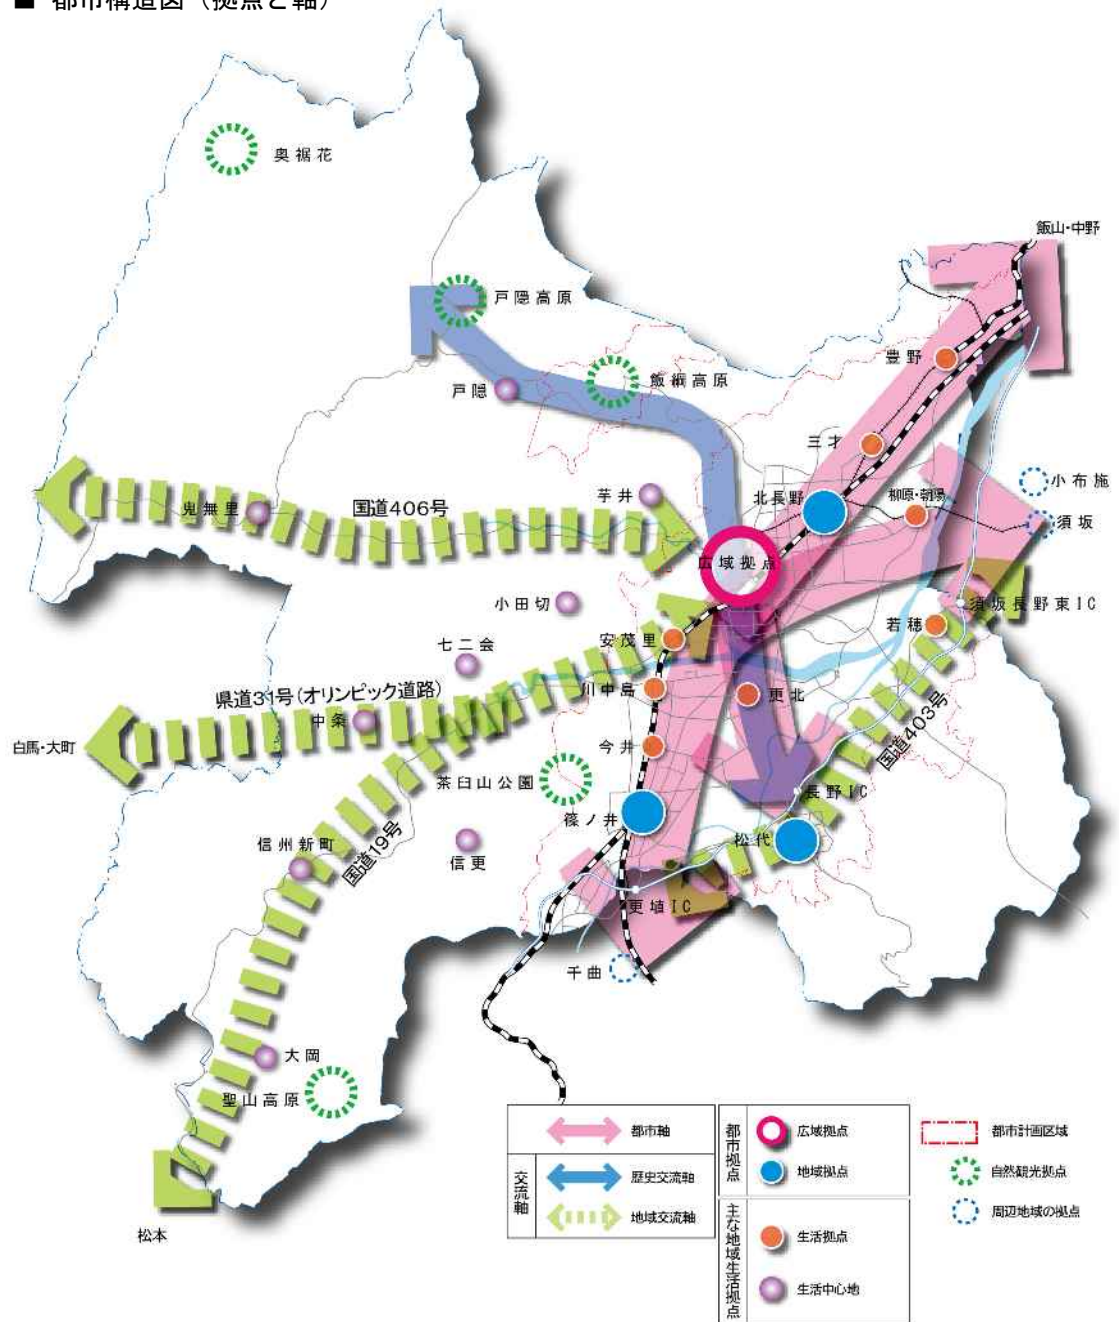 ■ 都市構造図（拠点と軸）
奥裾花
飯山・中野
戸隠高原
豊野
飯綱高原
戸隠
三才
小布施
芋井
北長野
柳原・朝陽
国道406号
鬼無里
須坂
広域拠点
小田切
須坂長野東IC
若穂
安茂里
七二会
県道31号(オリンピック道路)
川中島
更北
中条
国道403号
白馬・大町
今井
茶臼山公園
長野IC
篠ノ井
松代
信州新町
国道19号
信更
更埴IC
千曲
大岡
聖山高原
松本
都市軸
交流軸
歴史交流軸
地域交流軸
都市拠点
広域拠点
地域拠点
主な地域生活拠点
生活拠点
生活中心地
都市計画区域
自然観光拠点
周辺地域の拠点